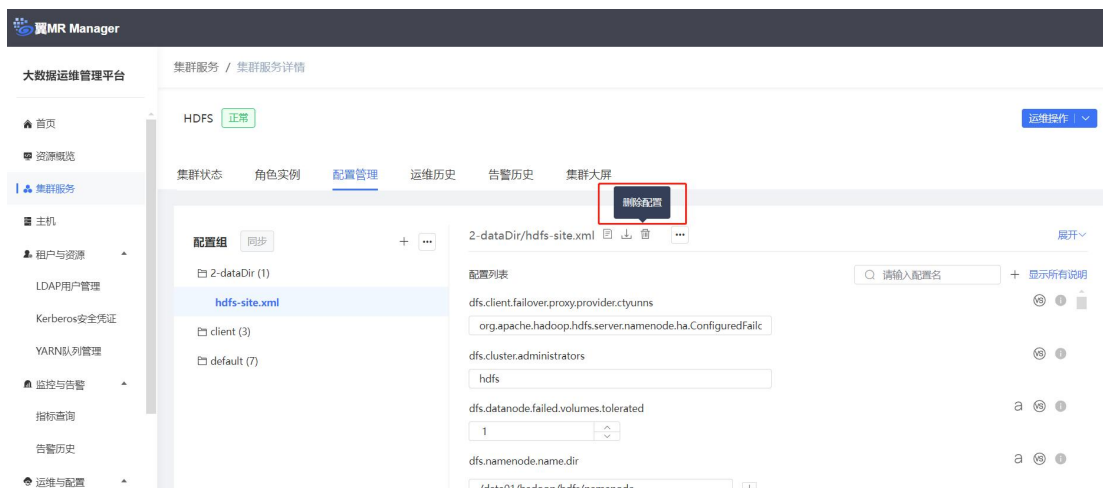 翼MR Manager
大数据运维管理平台
首页
资源概览
集群服务
主机
租户与资源
LDAP用户管理
Kerberos安全凭证
YARN队列管理
监控与告警
指标查询
告警历史
运维与配置
集群服务 / 集群服务详情
HDFS 正常
运维操作
集群状态 角色实例 配置管理 运维历史 告警历史 集群大屏
删除配置
配置组 同步 + ...
2-dataDir (1)
hdfs-site.xml
client (3)
default (7)
2-dataDir/hdfs-site.xml ... 展开
配置列表 请输入配置名 + 显示所有说明
dfs.client.failover.proxy.provider.ctyunns VS
org.apache.hadoop.hdfs.server.namenode.ha.ConfiguredFailc
dfs.cluster.administrators VS
hdfs
dfs.datanode.failed.volumes.tolerated a VS
1
dfs.namenode.name.dir a VS
/data01/hadoop/hdfs/namenode